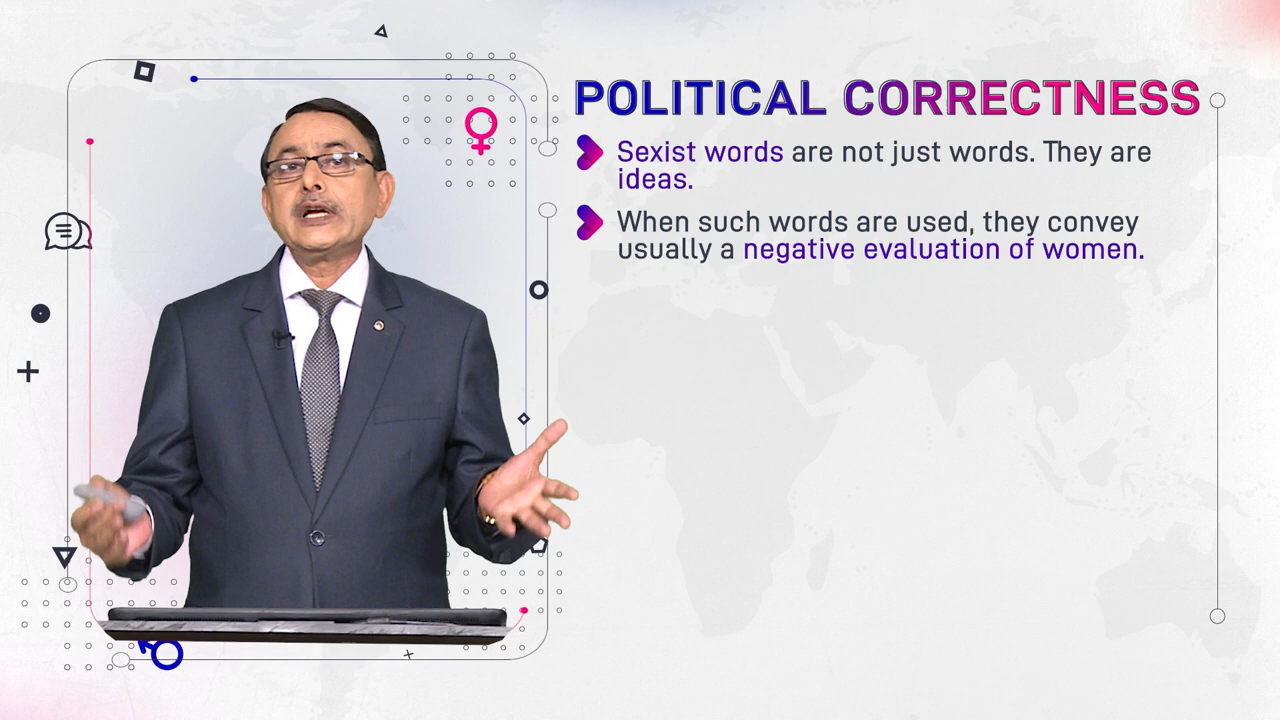 POLITICAL CORRECTNESS
Sexist words are not just words. They are
ideas.
When such words are used, they convey
usually a negative evaluation of women.